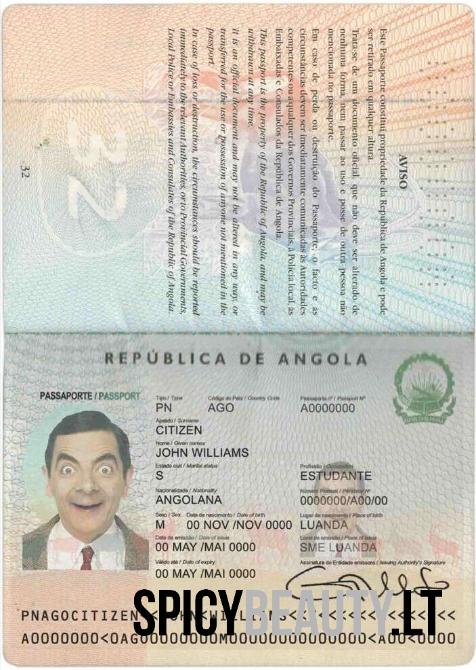 AVISO
Este Passaporte constitui propriedade da República de Angola e pode
ser retirado em qualquer altura.
Trata-se de um documento oficial, que não deve ser alterado de
nenhuma forma, nem passar ao uso e posse de outra pessoa não
mencionada no passaporte.
Em caso de perda ou destruição do Passaporte, o facto e as
circunstâncias devem ser imediatamente comunicadas às Autoridades
competentes ou a qualquer dos Governos Provinciais, à Polícia local, às
Embaixadas e Consulados da República de Angola.
This passport is the property of the Republic of Angola, and may be
withdrawn at any time.
it is an official document and may not be altered in any way, or
transferred for the use or possession of anyone not mentioned in the
passport.
In case of loss or destruction, the circumstances should be reported
immediately to the relevant Authorities, or to Provincial Governments,
Local Police or Embassies and Consulates of the Republic of Angola.
32
REPÚBLICA DE ANGOLA
PASSAPORTE / PASSPORT
Tipo / Type
Código do País / Country Code
Passaporte nº / Passport Nº
PN
AGO
A0000000
Apelido / Surname
CITIZEN
Nome / Given names
JOHN WILLIAMS
Estado civil / Marital status
Profissão /
S
ESTUDANTE
Nacionalidade / Nationality
Número Pessoal / Personal Nº
ANGOLANA
0000000/A00/00
Sexo / Sex
Data de nascimento / Date of birth
Local de nascimento / Place of birth
M
00 NOV /NOV 0000
LUANDA
Data de emissão / Date of issue
Local de emissão / Place of issue
00 MAY /MAI 0000
SME LUANDA
Válido até / Date of expiry
Assinatura da Entidade emissora / Issuing Authority's Signature
00 MAY /MAI 0000
SPICYBEAUTY.LT
PNAGOCITIZEN